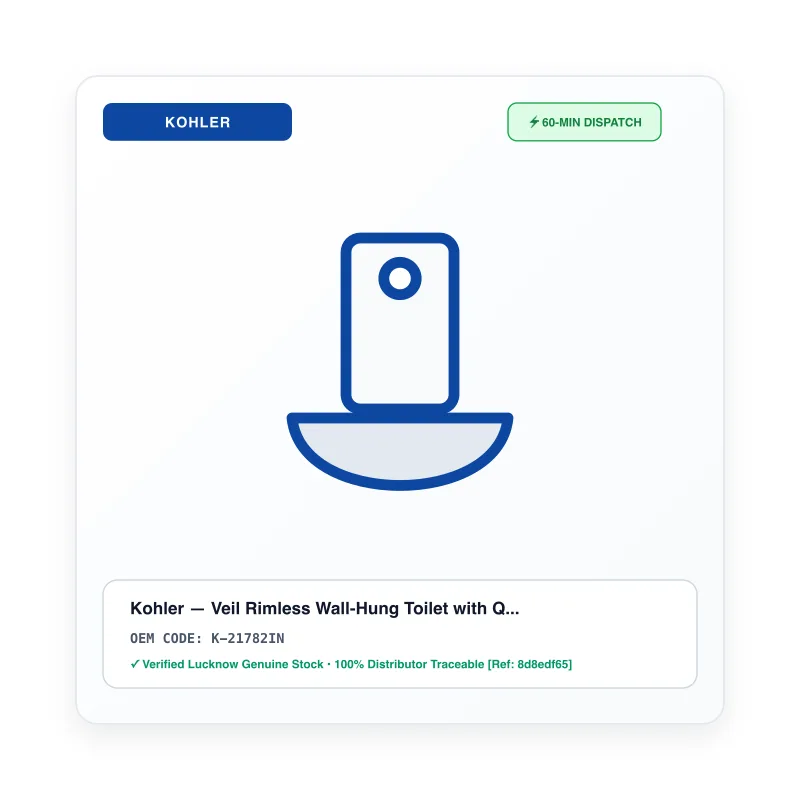 KOHLER
⚡ 60-MIN DISPATCH
Kohler — Veil Rimless Wall-Hung Toilet with Q...
OEM CODE: K-21782IN
✓ Verified Lucknow Genuine Stock · 100% Distributor Traceable [Ref: 8d8edf65]